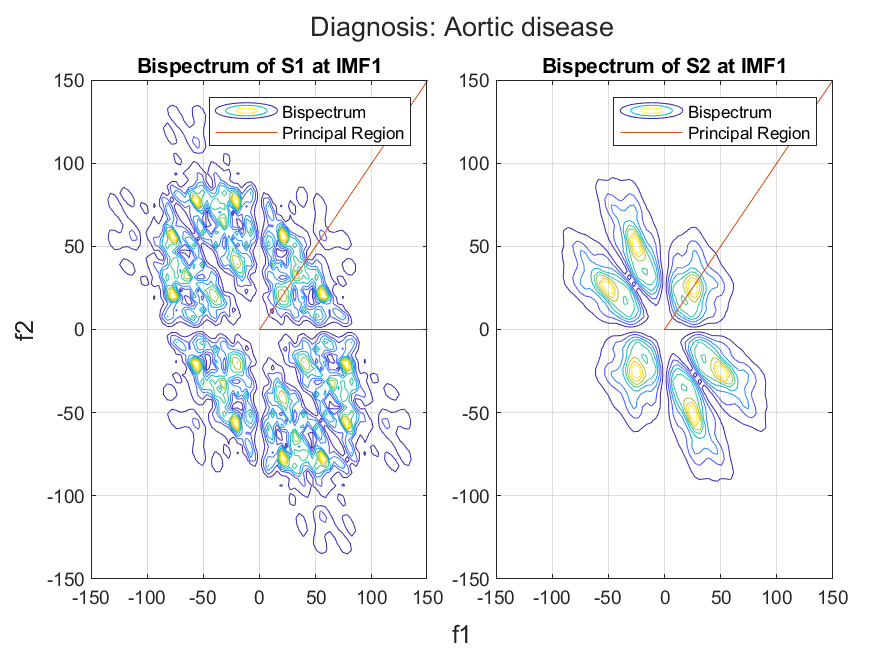 Diagnosis: Aortic disease
Bispectrum of S1 at IMF1
Bispectrum of S2 at IMF1
Bispectrum
Principal Region
Bispectrum
Principal Region
150
100
50
0
-50
-100
-150
150
100
50
0
-50
-100
-150
f2
-150 -100 -50 0 50 100 150
-150 -100 -50 0 50 100 150
f1